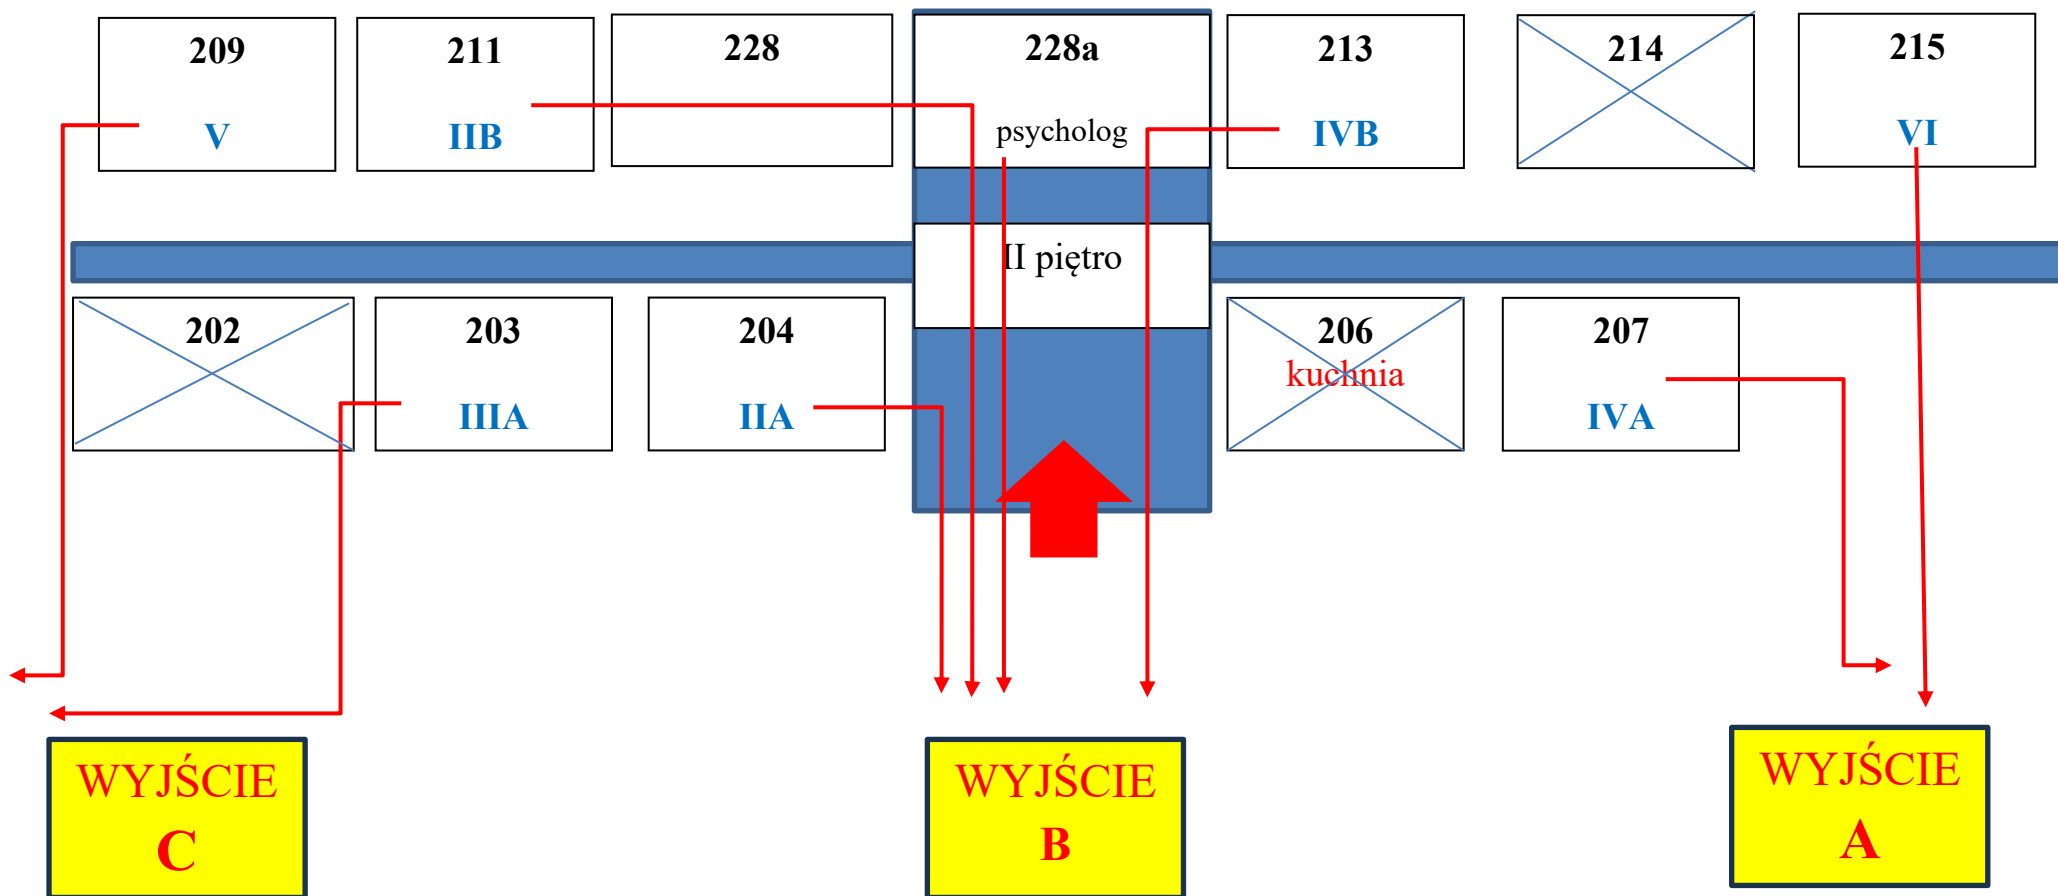 209
V
211
IIB
228
228a
psycholog
213
IVB
214
215
VI
II piętro
202
203
IIIA
204
IIA
206
kuchnia
207
IVA
WYJŚCIE
C
WYJŚCIE
B
WYJŚCIE
A